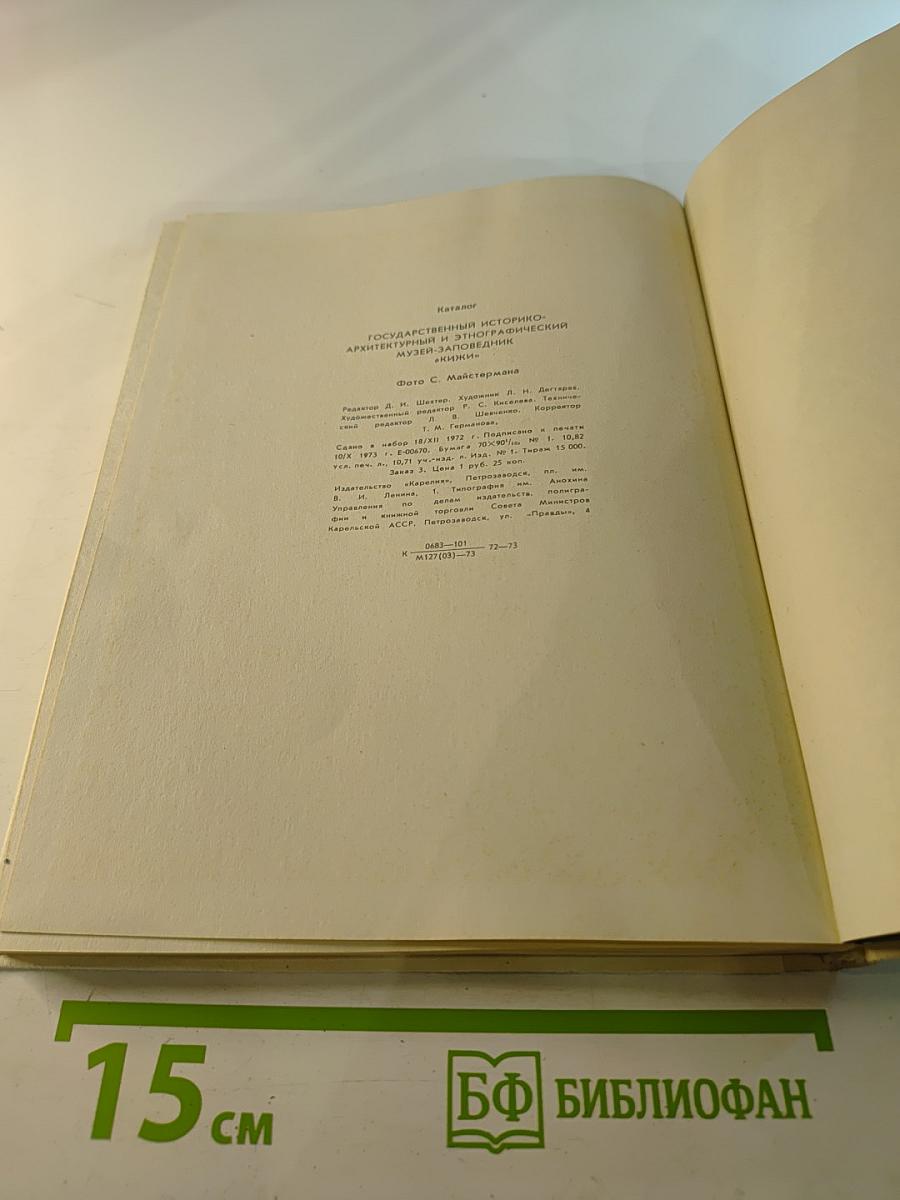 Каталог
ГОСУДАРСТВЕННЫЙ ИСТОРИКО-
АРХИТЕКТУРНЫЙ И ЭТНОГРАФИЧЕСКИЙ
МУЗЕЙ-ЗАПОВЕДНИК
«КИЖИ»
Фото С. Майстермана
Редактор Д. И. Шехтер. Художник Л. Н. Дегтярев.
Художественный редактор Р. С. Киселева. Техниче-
ский редактор Л. В. Шевченко. Корректор
Т. М. Германова.
Сдано в набор 18/XII 1972 г. Подписано к печати
10/X 1973 г. Е-00670. Бумага 70×90¹/₁₆ № 1. 10,82
усл. печ. л., 10,71 уч.-изд. л. Изд. № 1. Тираж 15 000.
Заказ 3. Цена 1 руб. 25 коп.
Издательство «Карелия», Петрозаводск, пл. им.
В. И. Ленина, 1. Типография им. Анохина
Управления по делам издательств, полигра-
фии и книжной торговли Совета Министров
Карельской АССР. Петрозаводск, ул. «Правды», 4
К 0683—101 72—73
М127(03)—73
15 см
БФ БИБЛИОФАН